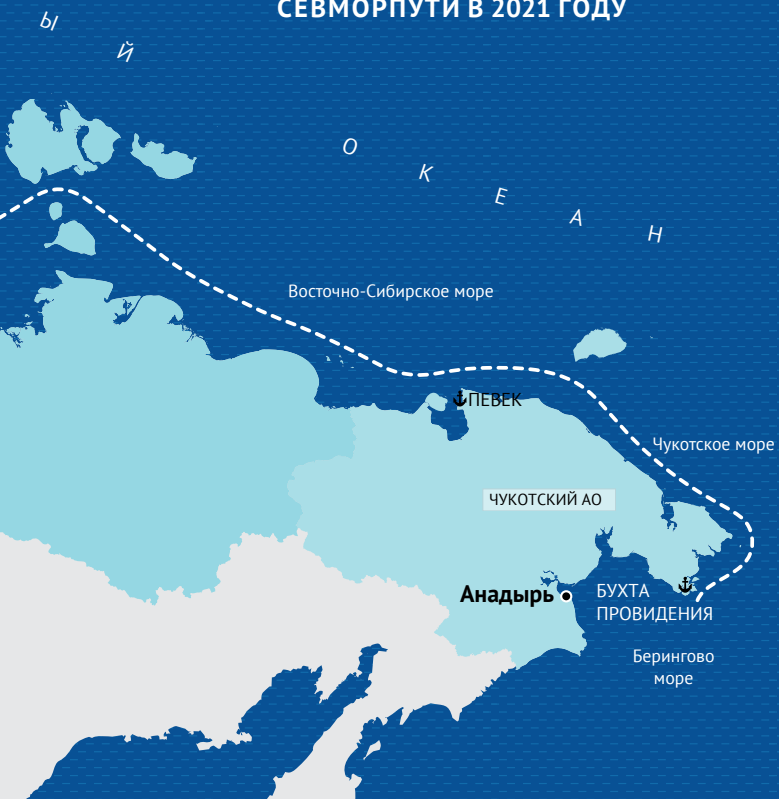 СЕВМОРПУТИ В 2021 ГОДУ
Ы Й
О К Е А Н
Восточно-Сибирское море
ПЕВЕК
Чукотское море
ЧУКОТСКИЙ АО
Анадырь
БУХТА
ПРОВИДЕНИЯ
Берингово
море